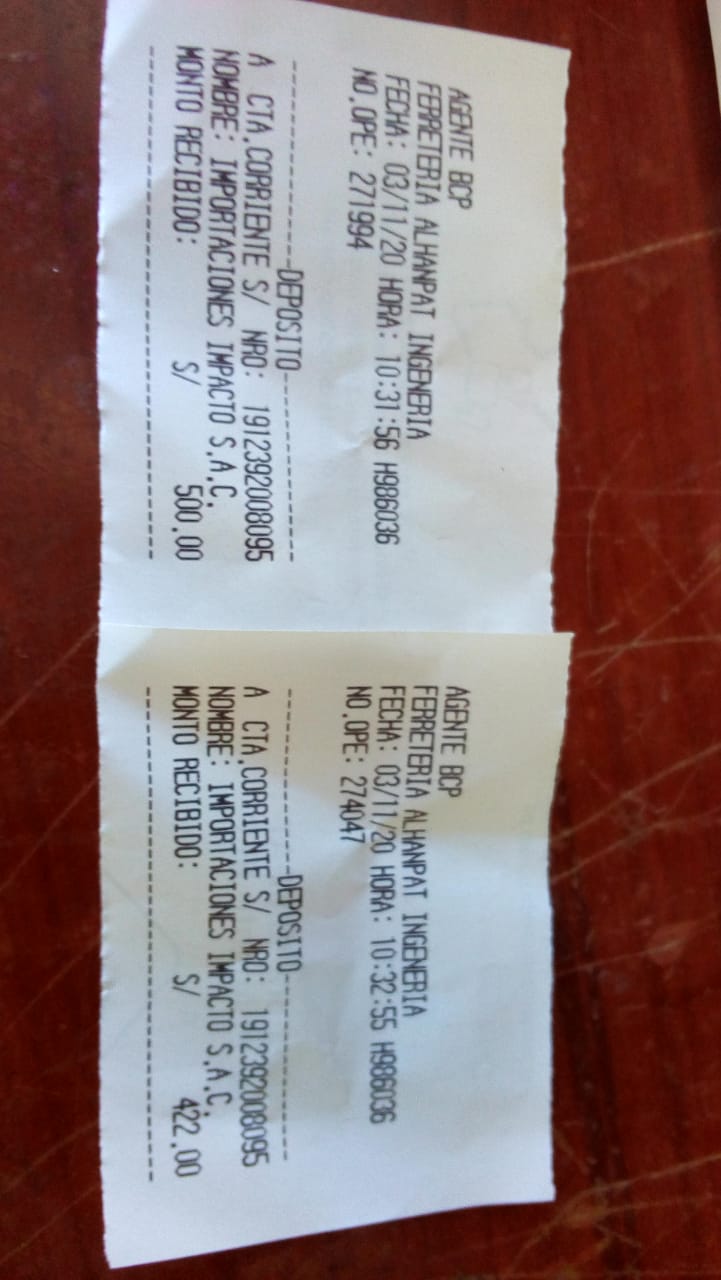 AGENTE BCP
FERRETERIA ALHANPAT INGENERIA
FECHA: 03/11/20 HORA: 10:31:56 H986036
NO.OPE: 271994
--------------------DEPOSITO--------------------
A CTA.CORRIENTE S/ NRO: 1912392008095
NOMBRE: IMPORTACIONES IMPACTO S.A.C.
MONTO RECIBIDO: S/ 500.00
------------------------------------------------
AGENTE BCP
FERRETERIA ALHANPAT INGENERIA
FECHA: 03/11/20 HORA: 10:32:55 H986036
NO.OPE: 274047
--------------------DEPOSITO--------------------
A CTA.CORRIENTE S/ NRO: 1912392008095
NOMBRE: IMPORTACIONES IMPACTO S.A.C.
MONTO RECIBIDO: S/ 422.00
------------------------------------------------